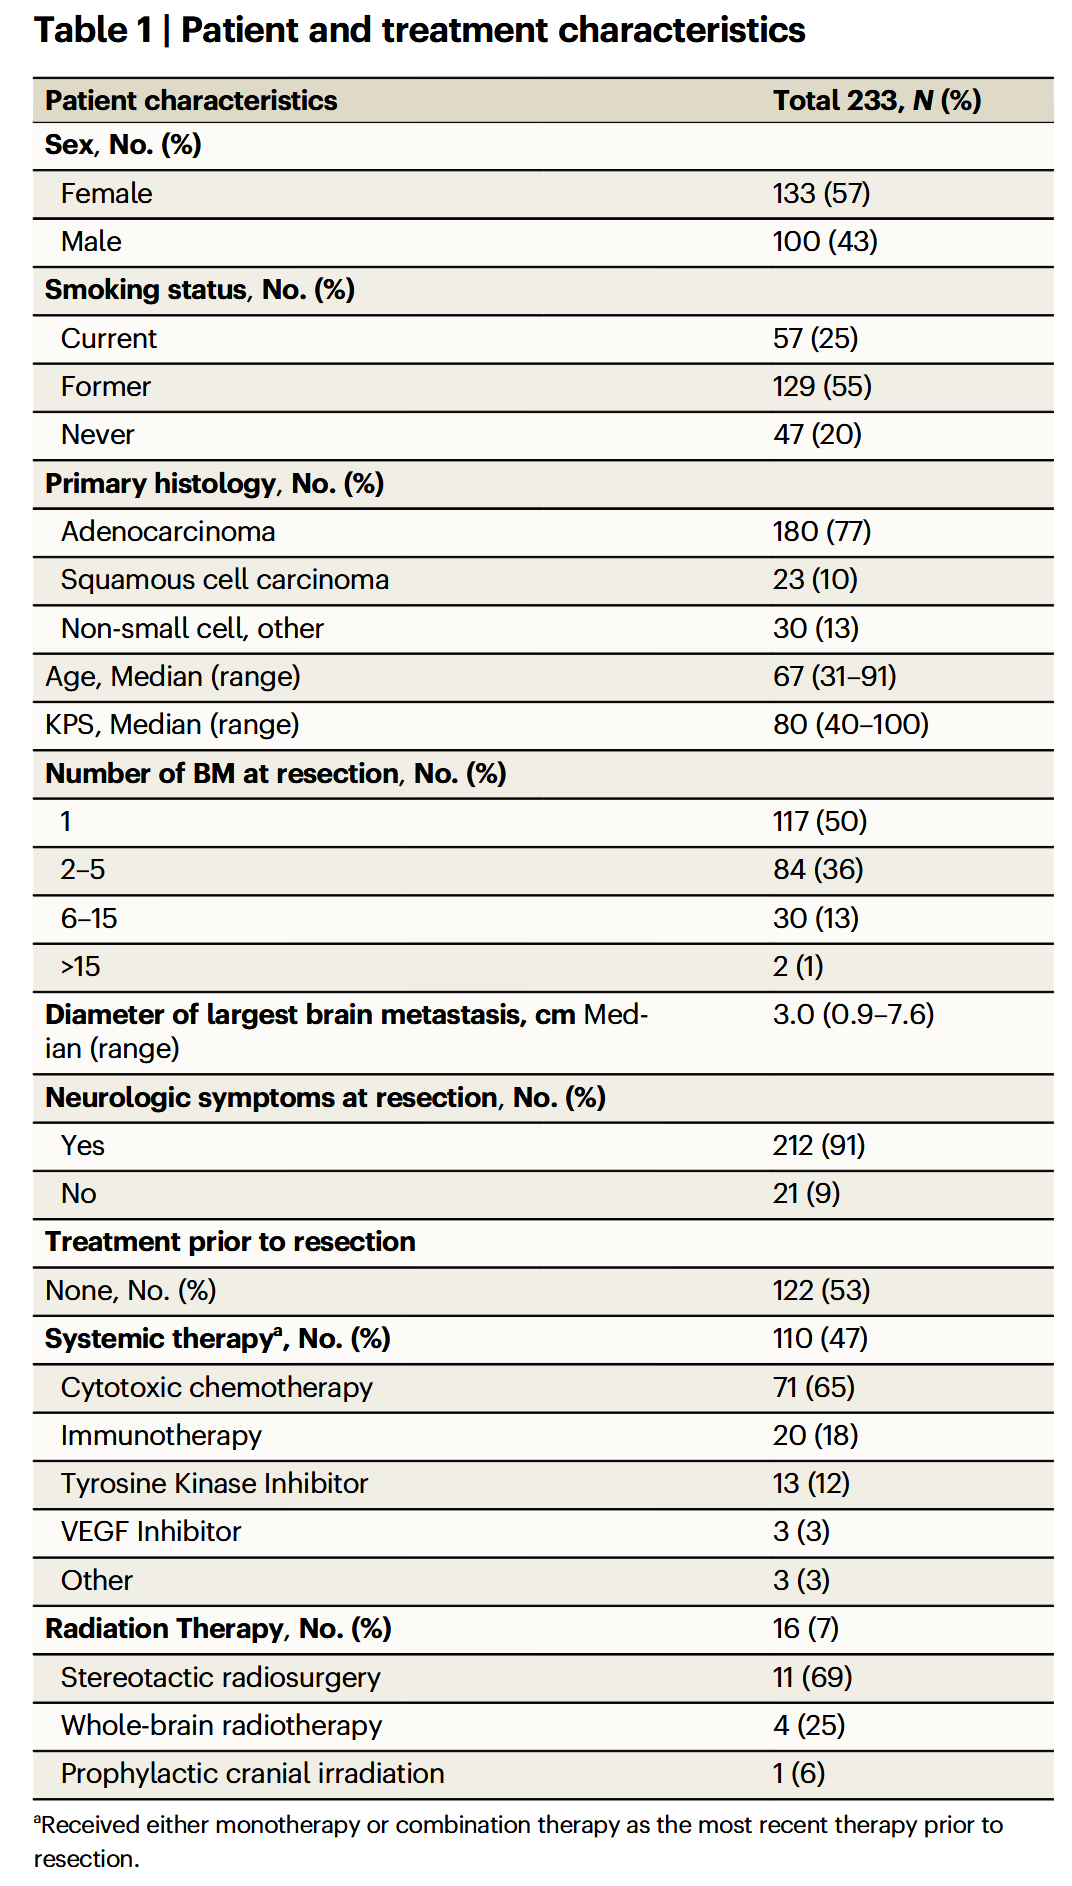 Table 1 | Patient and treatment characteristics
Patient characteristics Total 233, N (%)
Sex, No. (%)
Female 133 (57)
Male 100 (43)
Smoking status, No. (%)
Current 57 (25)
Former 129 (55)
Never 47 (20)
Primary histology, No. (%)
Adenocarcinoma 180 (77)
Squamous cell carcinoma 23 (10)
Non-small cell, other 30 (13)
Age, Median (range) 67 (31–91)
KPS, Median (range) 80 (40–100)
Number of BM at resection, No. (%)
1 117 (50)
2–5 84 (36)
6–15 30 (13)
>15 2 (1)
Diameter of largest brain metastasis, cm Med- 3.0 (0.9–7.6)
ian (range)
Neurologic symptoms at resection, No. (%)
Yes 212 (91)
No 21 (9)
Treatment prior to resection
None, No. (%) 122 (53)
Systemic therapyᵃ, No. (%) 110 (47)
Cytotoxic chemotherapy 71 (65)
Immunotherapy 20 (18)
Tyrosine Kinase Inhibitor 13 (12)
VEGF Inhibitor 3 (3)
Other 3 (3)
Radiation Therapy, No. (%) 16 (7)
Stereotactic radiosurgery 11 (69)
Whole-brain radiotherapy 4 (25)
Prophylactic cranial irradiation 1 (6)
ᵃReceived either monotherapy or combination therapy as the most recent therapy prior to
resection.